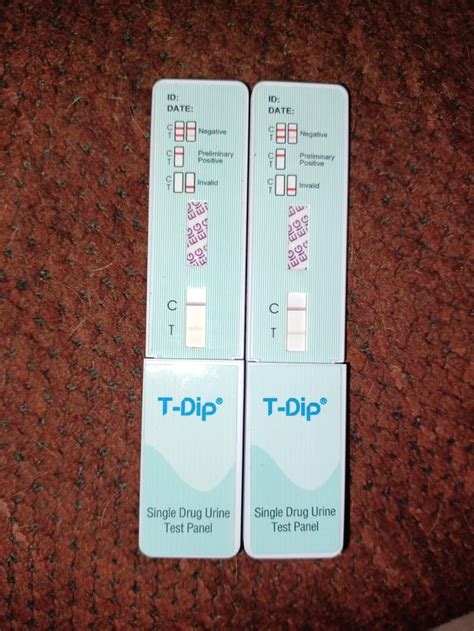 ID:
DATE:
C
T
Negative
C
T
Preliminary
Positive
C
T
Invalid
C
T
T-Dip®
Single Drug Urine
Test Panel
ID:
DATE:
C
T
Negative
C
T
Preliminary
Positive
C
T
Invalid
C
T
T-Dip®
Single Drug Urine
Test Panel